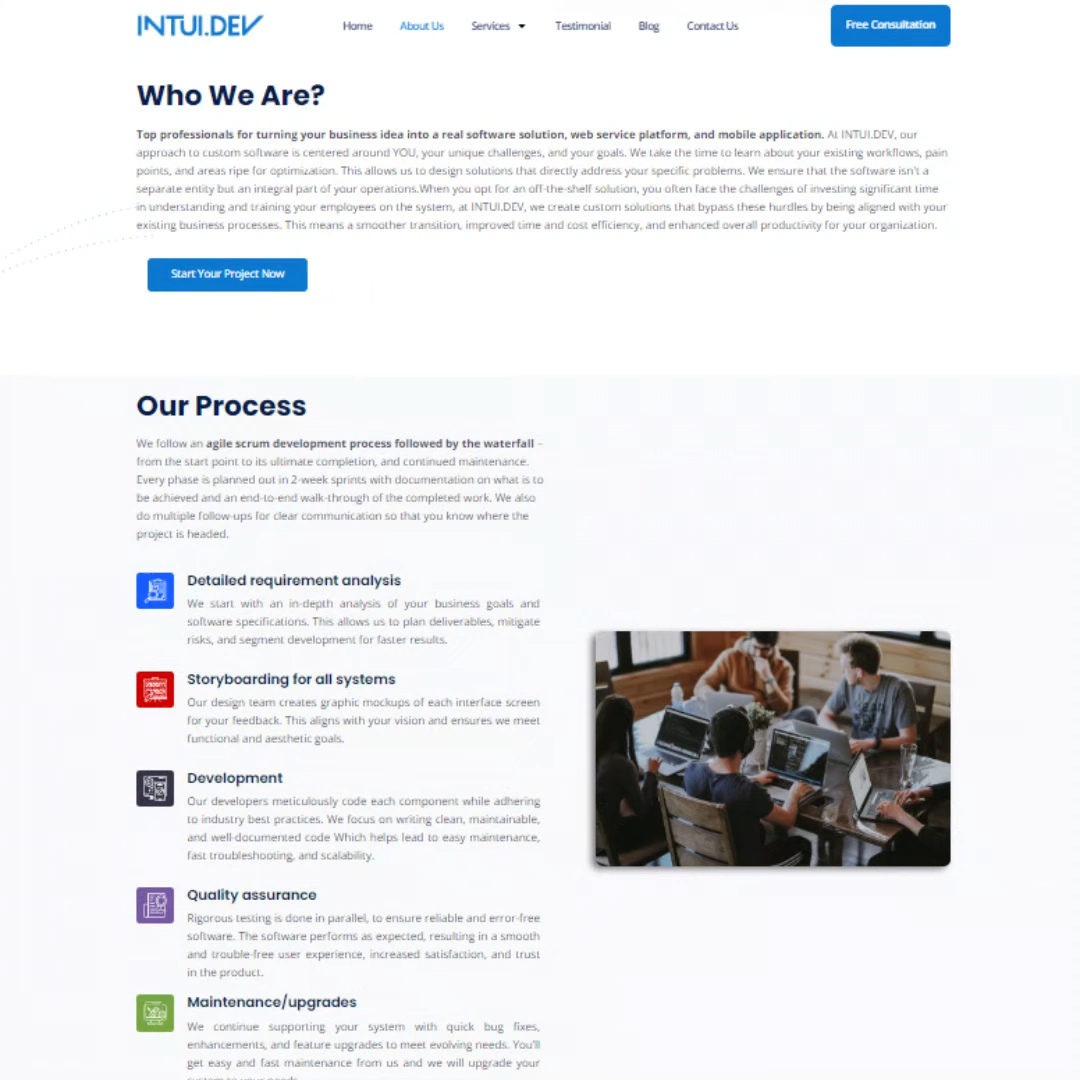 INTUI.DEV
Home
About Us
Services
Testimonial
Blog
Contact Us
Free Consultation
Who We Are?
Top professionals for turning your business idea into a real software solution, web service platform, and mobile application. At INTUI.DEV, our
approach to custom software is centered around YOU, your unique challenges, and your goals. We take the time to learn about your existing workflows, pain
points, and areas ripe for optimization. This allows us to design solutions that directly address your specific problems. We ensure that the software isn't a
separate entity but an integral part of your operations.When you opt for an off-the-shelf solution, you often face the challenges of investing significant time
in understanding and training your employees on the system, at INTUI.DEV, we create custom solutions that bypass these hurdles by being aligned with your
existing business processes. This means a smoother transition, improved time and cost efficiency, and enhanced overall productivity for your organization.
Start Your Project Now
Our Process
We follow an agile scrum development process followed by the waterfall –
from the start point to its ultimate completion, and continued maintenance.
Every phase is planned out in 2-week sprints with documentation on what is to
be achieved and an end-to-end walk-through of the completed work. We also
do multiple follow-ups for clear communication so that you know where the
project is headed.
Detailed requirement analysis
We start with an in-depth analysis of your business goals and
software specifications. This allows us to plan deliverables, mitigate
risks, and segment development for faster results.
Storyboarding for all systems
Our design team creates graphic mockups of each interface screen
for your feedback. This aligns with your vision and ensures we meet
functional and aesthetic goals.
Development
Our developers meticulously code each component while adhering
to industry best practices. We focus on writing clean, maintainable,
and well-documented code Which helps lead to easy maintenance,
fast troubleshooting, and scalability.
Quality assurance
Rigorous testing is done in parallel, to ensure reliable and error-free
software. The software performs as expected, resulting in a smooth
and trouble-free user experience, increased satisfaction, and trust
in the product.
Maintenance/upgrades
We continue supporting your system with quick bug fixes,
enhancements, and feature upgrades to meet evolving needs. You'll
get easy and fast maintenance from us and we will upgrade your
system to your needs.